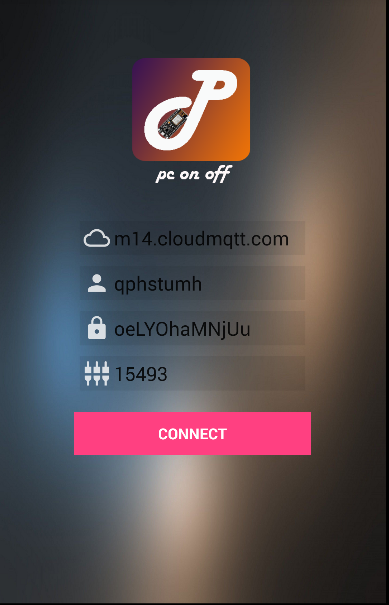 pc on off
m14.cloudmqtt.com
qphstumh
oeLYOhaMNjUu
15493
CONNECT